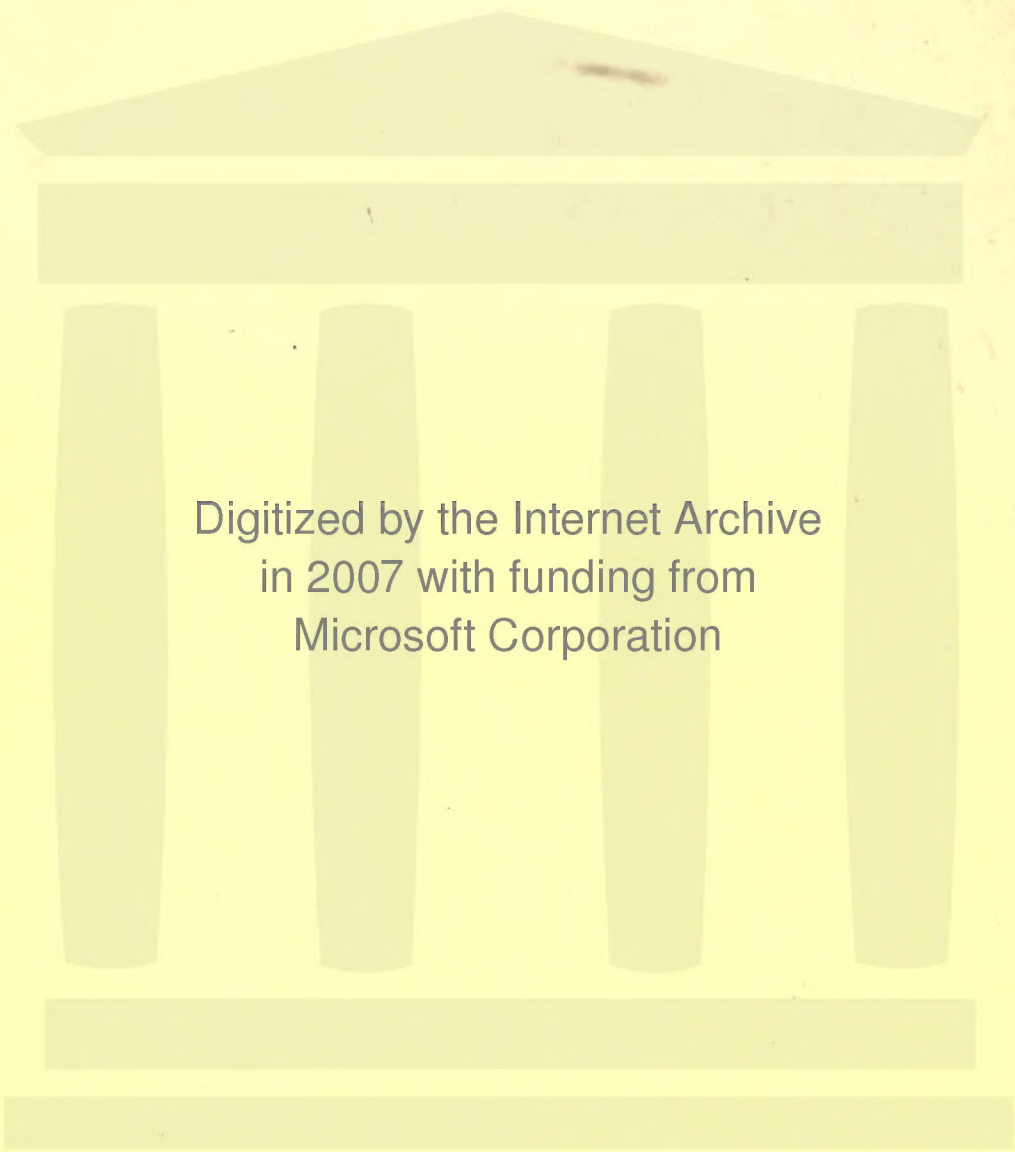 Digitized by the Internet Archive
in 2007 with funding from
Microsoft Corporation